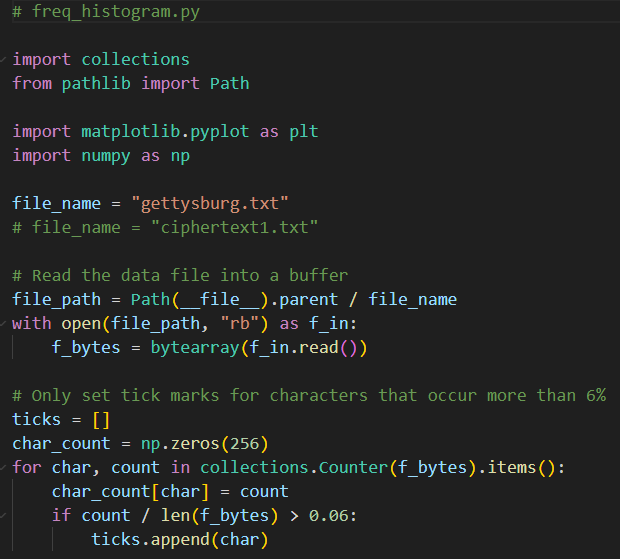 # freq_histogram.py

import collections
from pathlib import Path

import matplotlib.pyplot as plt
import numpy as np

file_name = "gettysburg.txt"
# file_name = "ciphertext1.txt"

# Read the data file into a buffer
file_path = Path(__file__).parent / file_name
with open(file_path, "rb") as f_in:
    f_bytes = bytearray(f_in.read())

# Only set tick marks for characters that occur more than 6%
ticks = []
char_count = np.zeros(256)
for char, count in collections.Counter(f_bytes).items():
    char_count[char] = count
    if count / len(f_bytes) > 0.06:
        ticks.append(char)